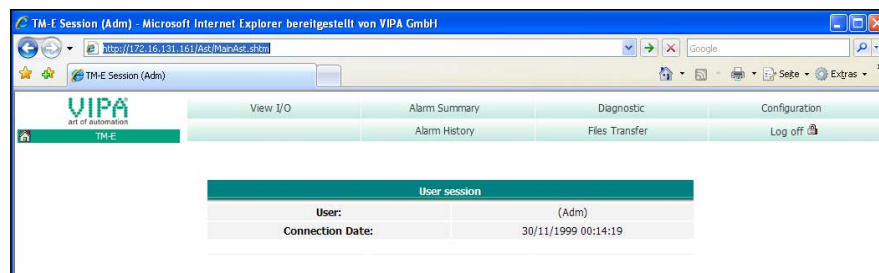 TM-E Session (Adm) - Microsoft Internet Explorer bereitgestellt von VIPA GmbH
http://172.16.131.161/Ast/MainAst.shtm
Google
TM-E Session (Adm)
Seite Extras
VIPA
art of automation
TM-E
View I/O Alarm Summary Diagnostic Configuration
Alarm History Files Transfer Log off
User session
User: (Adm)
Connection Date: 30/11/1999 00:14:19